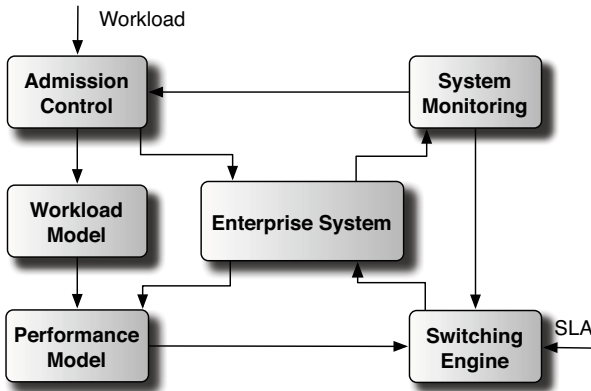 Workload
Admission
Control
System
Monitoring
Workload
Model
Enterprise System
Performance
Model
Switching
Engine
SLA